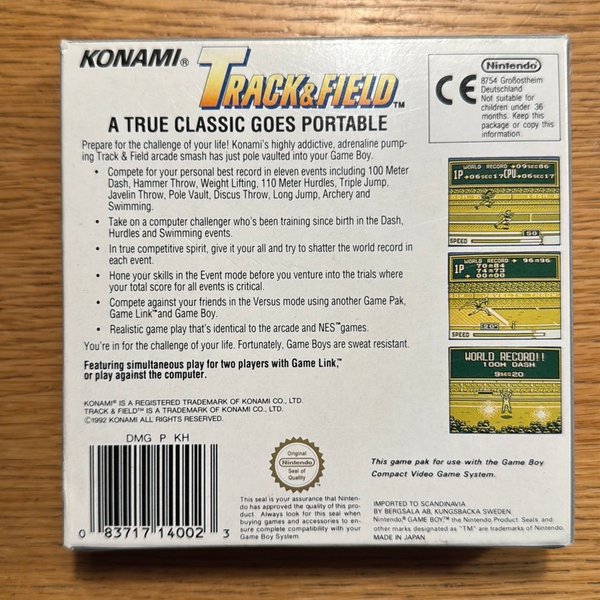 KONAMI®
TRACK & FIELD™
A TRUE CLASSIC GOES PORTABLE
Prepare for the challenge of your life! Konami's highly addictive, adrenaline pump-
ing Track & Field arcade smash has just pole vaulted into your Game Boy.
• Compete for your personal best record in eleven events including 100 Meter
Dash, Hammer Throw, Weight Lifting, 110 Meter Hurdles, Triple Jump,
Javelin Throw, Pole Vault, Discus Throw, Long Jump, Archery and
Swimming.
• Take on a computer challenger who's been training since birth in the Dash,
Hurdles and Swimming events.
• In true competitive spirit, give it your all and try to shatter the world record in
each event.
• Hone your skills in the Event mode before you venture into the trials where
your total score for all events is critical.
• Compete against your friends in the Versus mode using another Game Pak,
Game Link™ and Game Boy.
• Realistic game play that's identical to the arcade and NES™ games.
You're in for the challenge of your life. Fortunately, Game Boys are sweat resistant.
Featuring simultaneous play for two players with Game Link,™
or play against the computer.
KONAMI® IS A REGISTERED TRADEMARK OF KONAMI CO., LTD.
TRACK & FIELD™ IS A TRADEMARK OF KONAMI CO., LTD.
©1992 KONAMI ALL RIGHTS RESERVED.
DMG P KH
0 83717 14002 3
Original
Nintendo
Seal of
Quality
This seal is your assurance that Ninten-
do has approved the quality of this pro-
duct. Always look for this seal when
buying games and accessories to en-
sure complete compatibility with your
Game Boy System.
CE
Nintendo
8754 Großostheim
Deutschland
Not suitable for
children under 36
months. Keep this
package or copy this
information.
WORLD RECORD →09SEC86
1P →06SEC17 CPU →06SEC17
50
SPEED
WORLD RECORD → 96M96
1P 70M84
74M73
→ 00M00
SPEED
WORLD RECORD!!
100M DASH
9SEC20
This game pak for use with the Game Boy
Compact Video Game System.
IMPORTED TO SCANDINAVIA
BY BERGSALA AB, KUNGSBACKA SWEDEN.
Nintendo,® GAME BOY,™ the Nintendo Product Seals, and
other marks designated as "TM" are trademarks of Nintendo.
MADE IN JAPAN